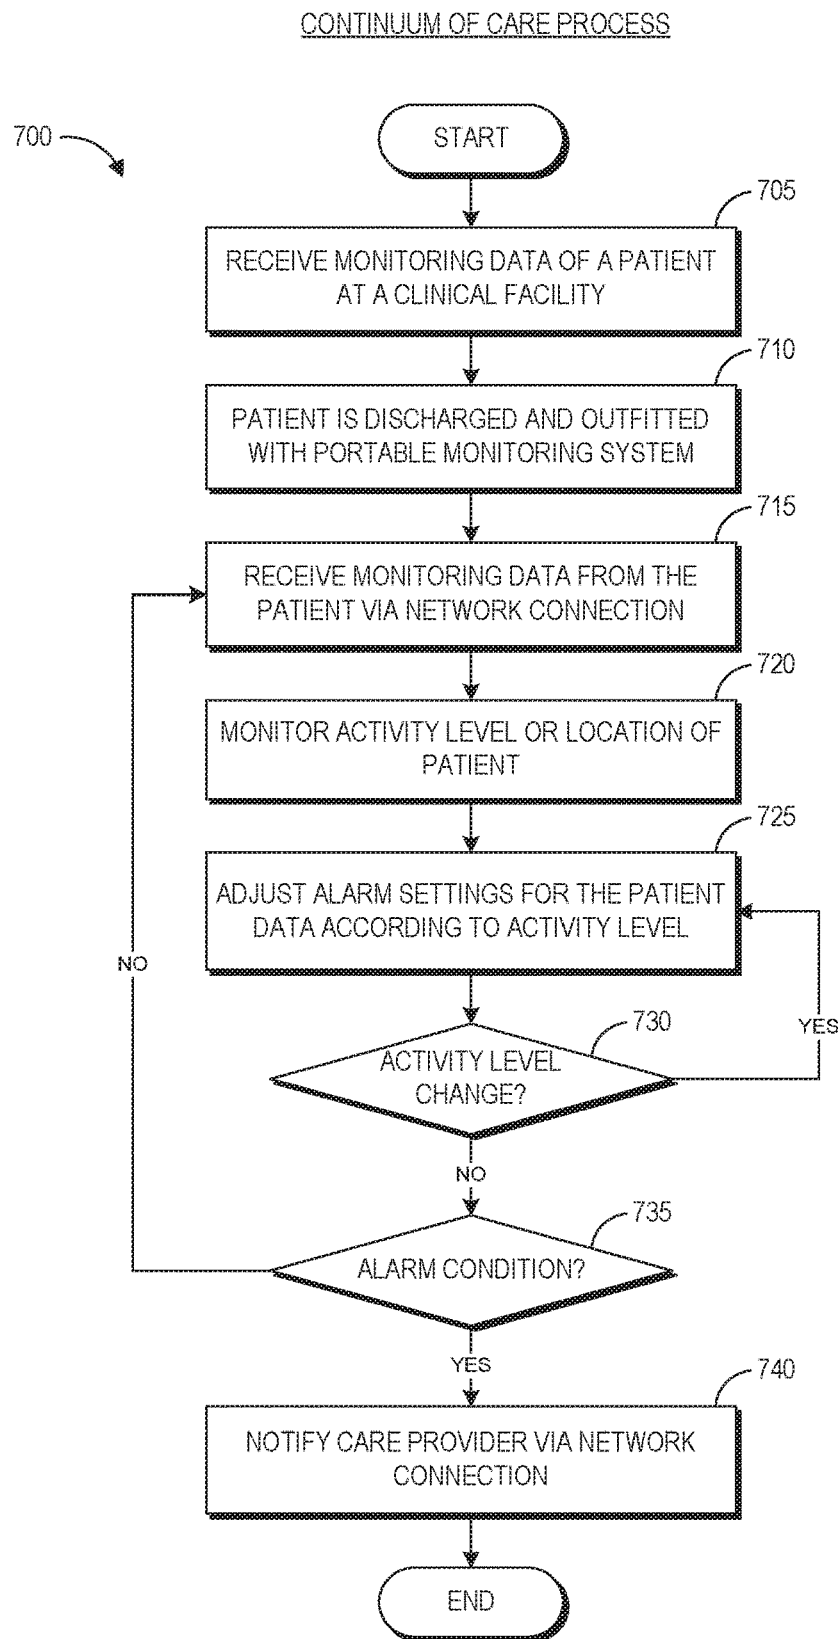 CONTINUUM OF CARE PROCESS
700
START
705
RECEIVE MONITORING DATA OF A PATIENT
AT A CLINICAL FACILITY
710
PATIENT IS DISCHARGED AND OUTFITTED
WITH PORTABLE MONITORING SYSTEM
715
RECEIVE MONITORING DATA FROM THE
PATIENT VIA NETWORK CONNECTION
720
MONITOR ACTIVITY LEVEL OR LOCATION OF
PATIENT
725
ADJUST ALARM SETTINGS FOR THE PATIENT
DATA ACCORDING TO ACTIVITY LEVEL
NO
730
YES
ACTIVITY LEVEL
CHANGE?
NO
735
ALARM CONDITION?
YES
740
NOTIFY CARE PROVIDER VIA NETWORK
CONNECTION
END